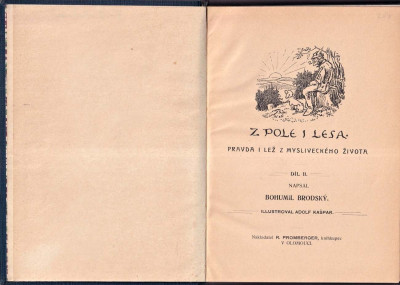 Z POLE I LESA.
PRAVDA I LEŽ Z MYSLIVECKÉHO ŽIVOTA
DÍL II.
NAPSAL
BOHUMIL BRODSKÝ.
ILLUSTROVAL ADOLF KAŠPAR.
Nakladatel R. PROMBERGER, knihkupec
V OLOMOUCI.